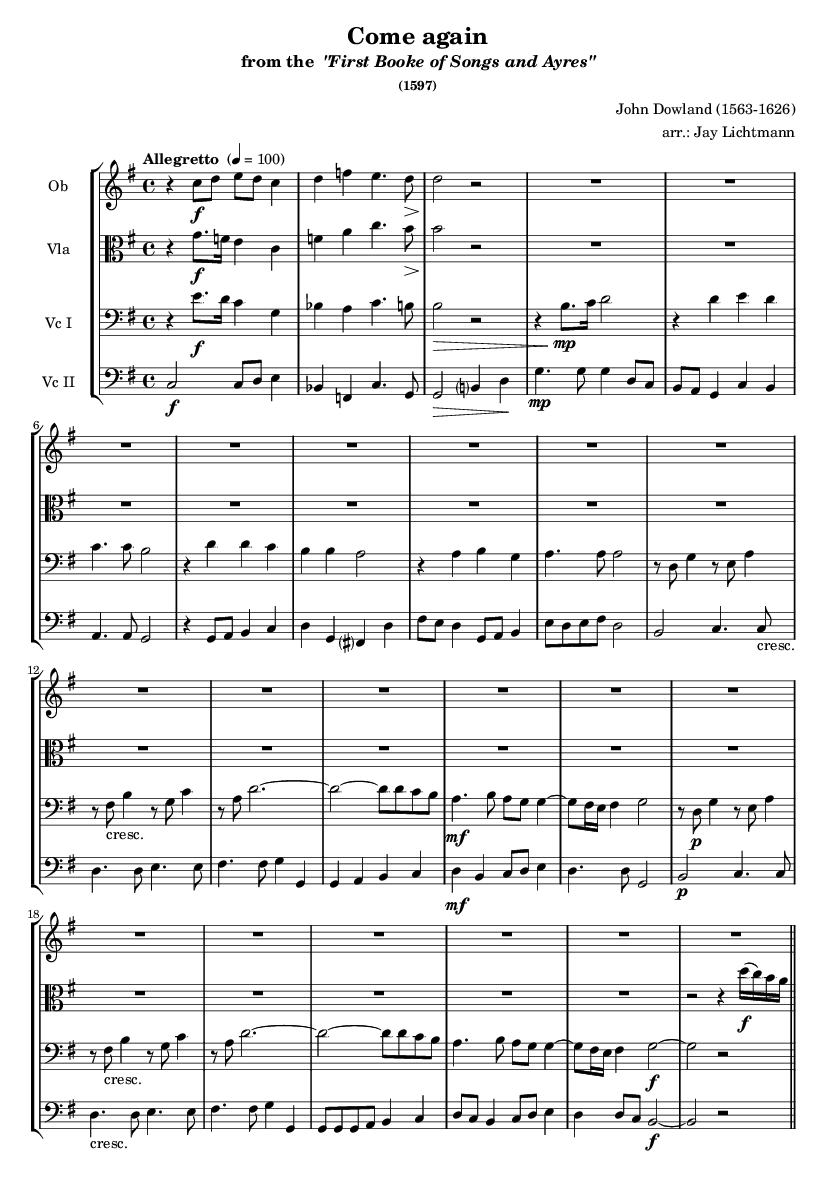 Come again
from the "First Booke of Songs and Ayres"
(1597)
John Dowland (1563-1626)
arr.: Jay Lichtmann
Allegretto (♩ = 100)
Ob
f
Vla
f
Vc I
f
mp
Vc II
f
mp
6
cresc.
12
cresc.
mf
p
mf
p
18
f
cresc.
f
cresc.
f